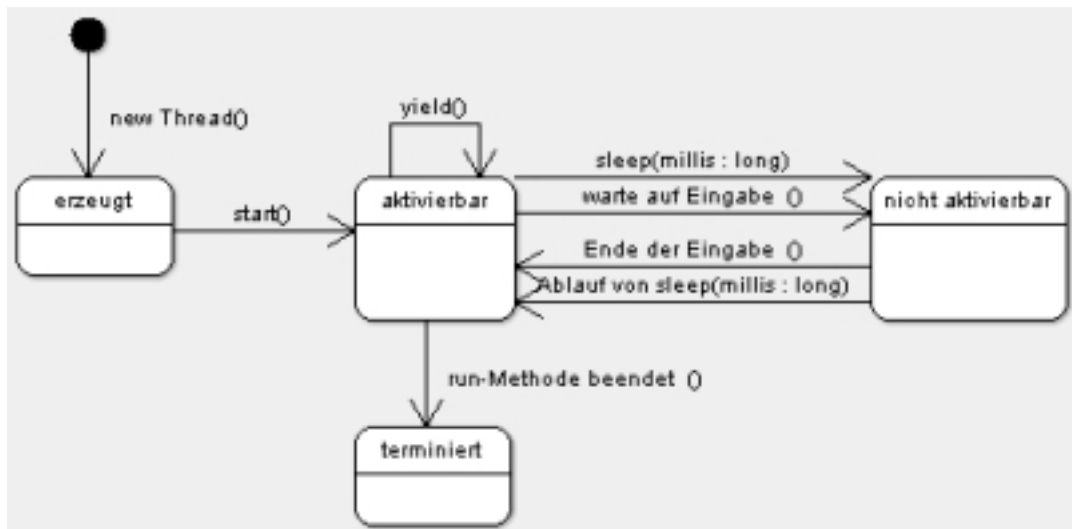 new Thread()
yield()
erzeugt
start()
aktivierbar
sleep(millis : long)
warte auf Eingabe ()
nicht aktivierbar
Ende der Eingabe ()
Ablauf von sleep(millis : long)
run-Methode beendet ()
terminiert